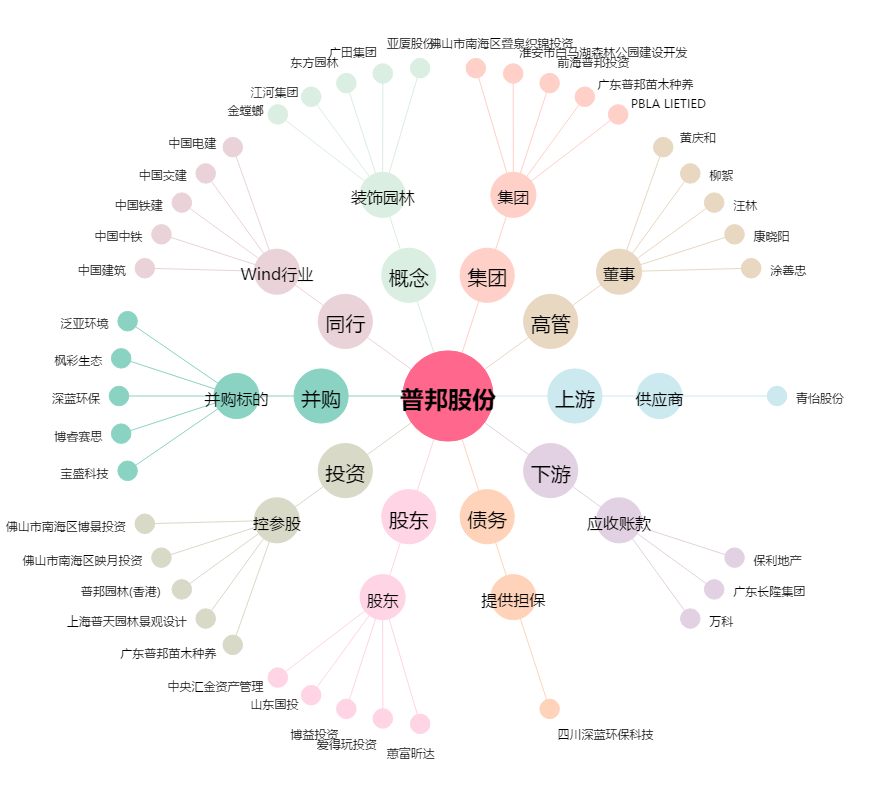 亚厦股份
佛山市南海区壆泉织锦投资
广田集团
淮安市白马湖森林公园建设开发
东方园林
前海普邦投资
江河集团
广东普邦苗木种养
金螳螂
PBLA LIETIED
中国电建
黄庆和
中国交建
柳絮
中国铁建
汪林
中国中铁
康晓阳
中国建筑
涂善忠
装饰园林
集团
Wind行业
董事
概念
集团
同行
高管
泛亚环境
枫彩生态
深蓝环保
博睿赛思
宝盛科技
并购标的
并购
普邦股份
上游
供应商
青怡股份
投资
下游
股东
债务
控参股
应收账款
佛山市南海区博景投资
佛山市南海区映月投资
普邦园林(香港)
上海普天园林景观设计
广东普邦苗木种养
保利地产
广东长隆集团
万科
股东
提供担保
中央汇金资产管理
山东国投
博益投资
爱得玩投资
蒽富昕达
四川深蓝环保科技